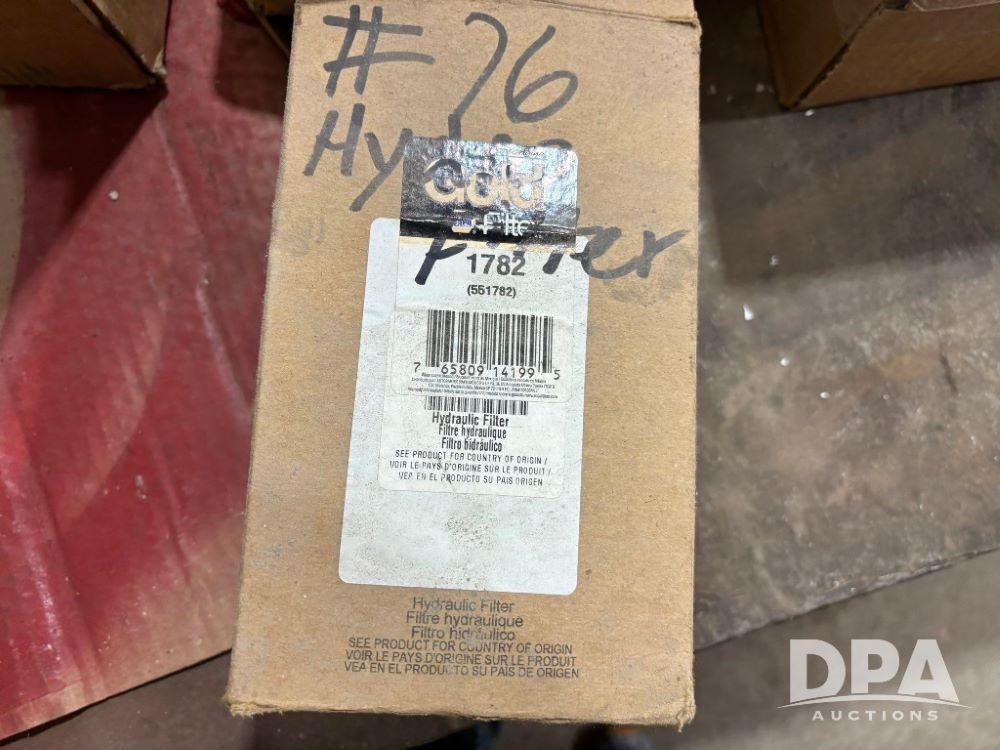 # 76
Hydra
Filter
Gold
Filte
1782
(551782)
7 65809 14199 5
Hydraulic Filter
Filtre hydraulique
Filtro hidráulico
SEE PRODUCT FOR COUNTRY OF ORIGIN /
VOIR LE PAYS D'ORIGINE SUR LE PRODUIT /
VEA EN EL PRODUCTO SU PAIS ORIGEN
Hydraulic Filter
Filtre hydraulique
Filtro hidráulico
SEE PRODUCT FOR COUNTRY OF ORIGIN
VOIR LE PAYS D'ORIGINE SUR LE PRODUIT
VEA EN EL PRODUCTO SU PAIS DE ORIGEN
DPA
AUCTIONS